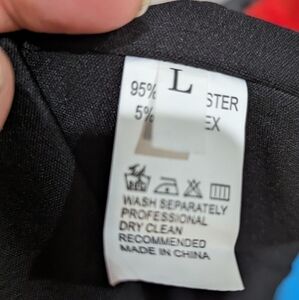 L
95% STER
5% EX
L
WASH SEPARATELY
PROFESSIONAL
DRY CLEAN
RECOMMENDED
MADE IN CHINA